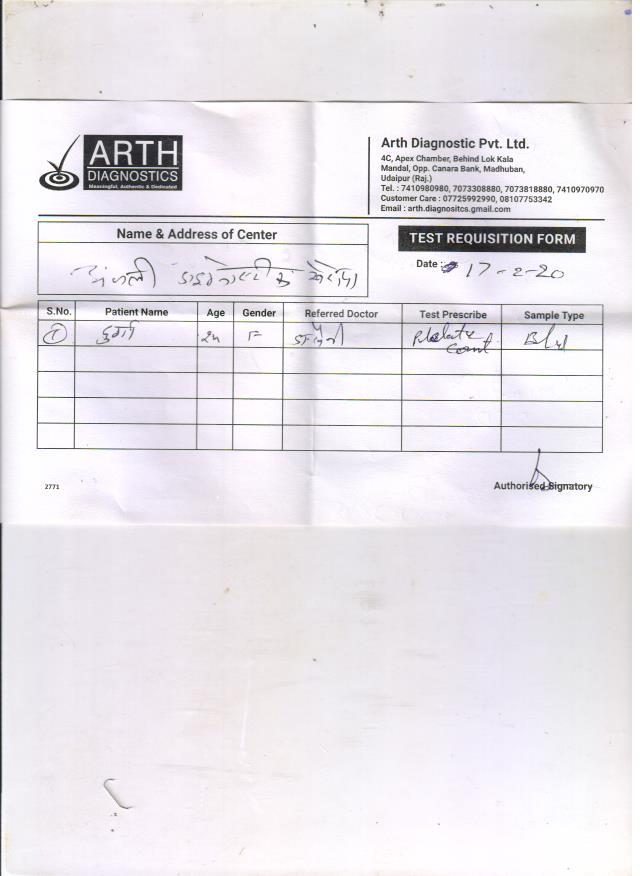 ARTH
DIAGNOSTICS
Meaningful, Authentic & Dedicated
Arth Diagnostic Pvt. Ltd.
4C, Apex Chamber, Behind Lok Kala
Mandal, Opp. Canara Bank, Madhuban,
Udaipur (Raj.)
Tel. : 7410980980, 7073308880, 7073818880, 7410970970
Customer Care : 07725992990, 08107753342
Email : arth.diagnositcs.gmail.com
Name & Address of Center
TEST REQUISITION FORM
Date : 17-2-20
S.No. Patient Name Age Gender Referred Doctor Test Prescribe Sample Type
1 दुर्गा 24 F
2771
Authorised Signatory